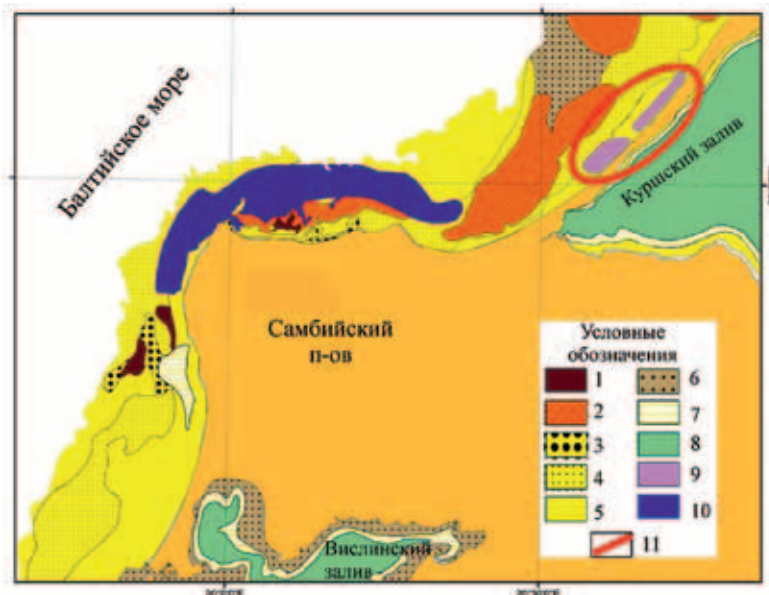 Балтийское море
Куршский залив
Самбийский
п-ов
Вислинский
залив
Условные
обозначения
1
2
3
4
5
6
7
8
9
10
11